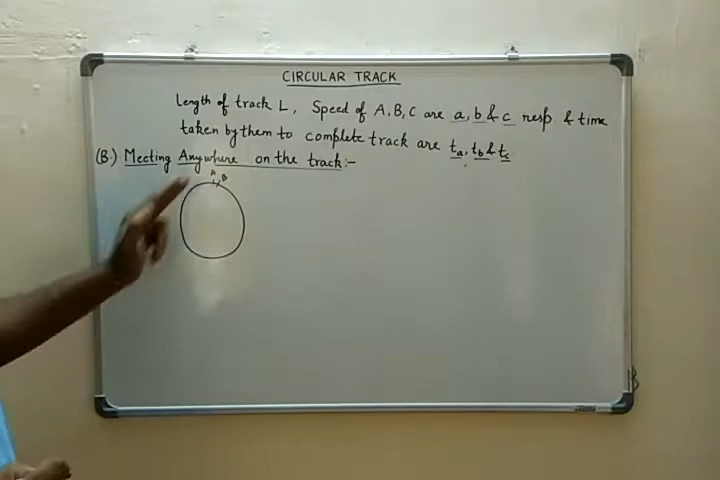 CIRCULAR TRACK
Length of track L, Speed of A, B, C are a, b & c resp & time
taken by them to complete track are ta, tb & tc
(B.) Meeting Anywhere on the track:-
A B